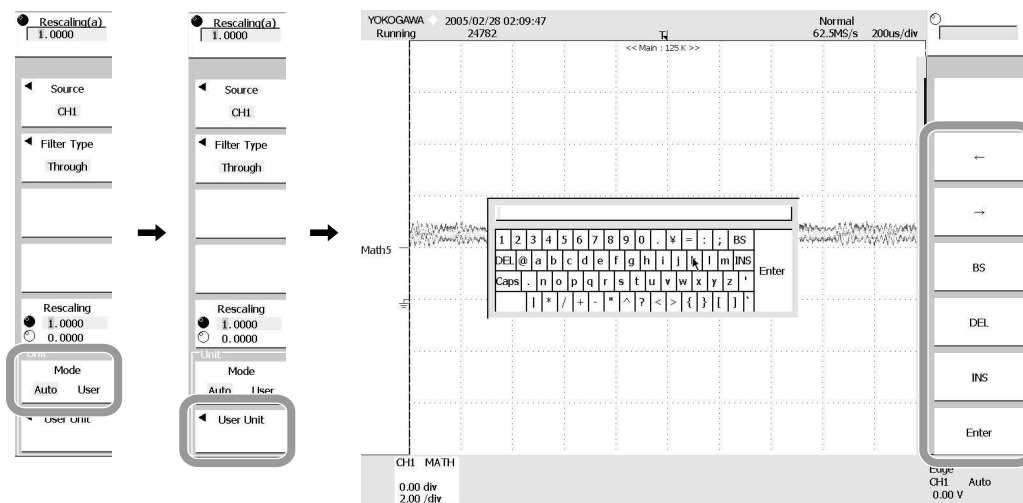 Rescaling(a)
1.0000
Source
CH1
Filter Type
Through
Rescaling
1.0000
0.0000
Unit
Mode
Auto User
User Unit
Rescaling(a)
1.0000
Source
CH1
Filter Type
Through
Rescaling
1.0000
0.0000
Unit
Mode
Auto User
User Unit
YOKOGAWA 2005/02/28 02:09:47 Normal
Running 24782 62.5MS/s 200us/div
<< Main : 125 K >>
Math5
1 2 3 4 5 6 7 8 9 0 . ¥ = : ; BS
DEL @ a b c d e f g h i j k l m INS
Caps . n o p q r s t u v w x y z '
| * / + - " ^ ? < > { } [ ] `
Enter
←
→
BS
DEL
INS
Enter
CH1 MATH
0.00 div
2.00 /div
Edge
CH1 Auto
0.00 V